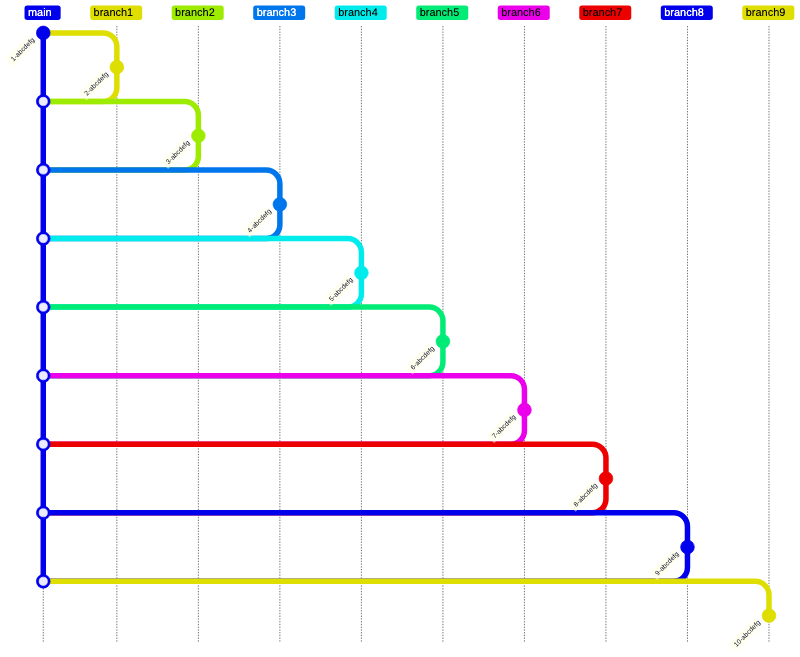 main branch1 branch2 branch3 branch4 branch5 branch6 branch7 branch8 branch9
1-abcdefg
2-abcdefg
3-abcdefg
4-abcdefg
5-abcdefg
6-abcdefg
7-abcdefg
8-abcdefg
9-abcdefg
10-abcdefg